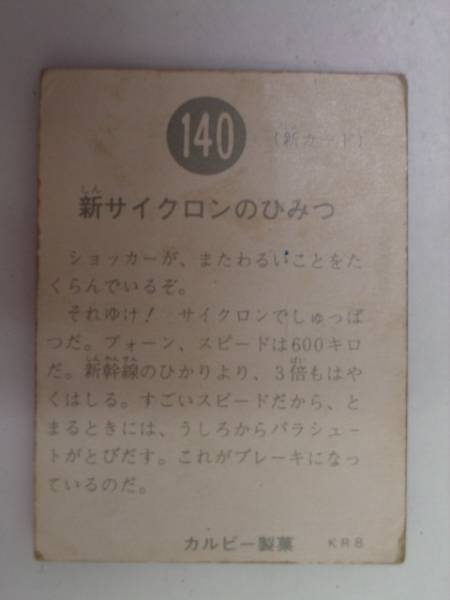 140
(新カード)
新サイクロンのひみつ
ショッカーが、またわるいことをた
くらんでいるぞ。
それゆけ! サイクロンでしゅっぱ
つだ。ブォーン、スピードは600キロ
だ。新幹線のひかりより、3倍もはや
くはしる。すごいスピードだから、と
まるときには、うしろからパラシュー
トがとびだす。これがブレーキになっ
ているのだ。
カルビー製菓 KR8